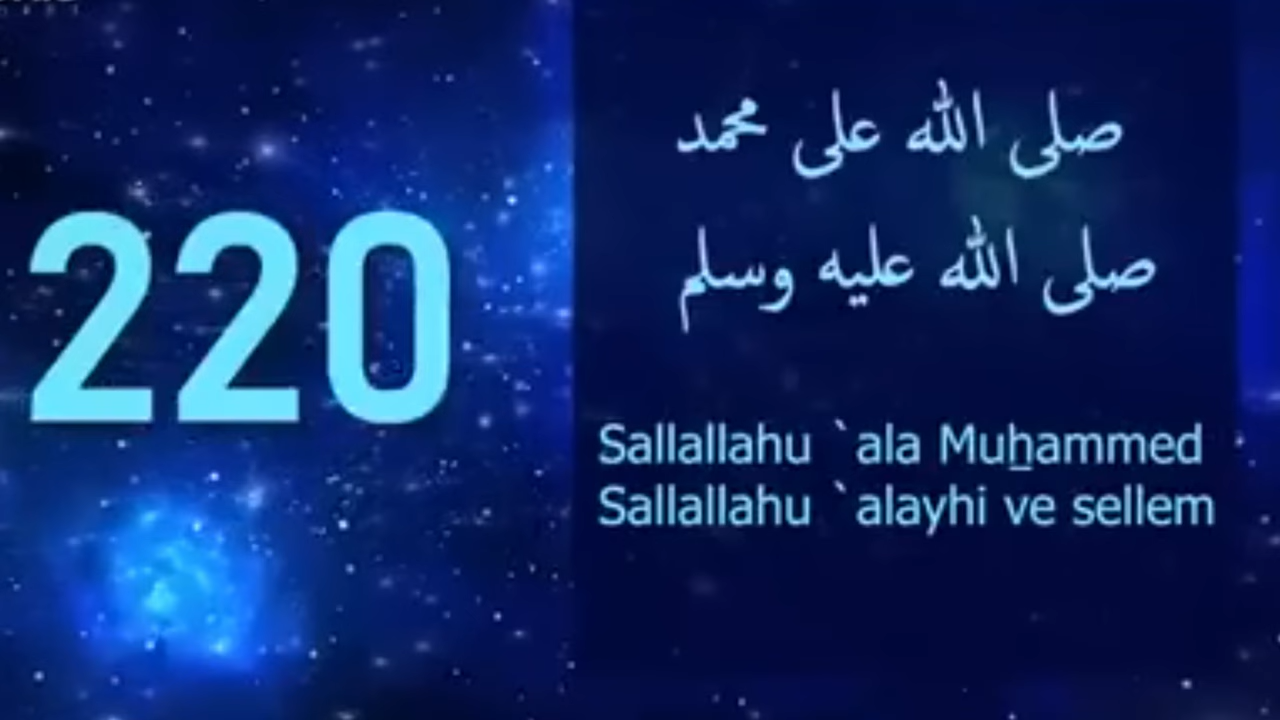 220
صلى الله على محمد
صلى الله عليه وسلم
Sallallahu `ala Muẖammed
Sallallahu `alayhi ve sellem